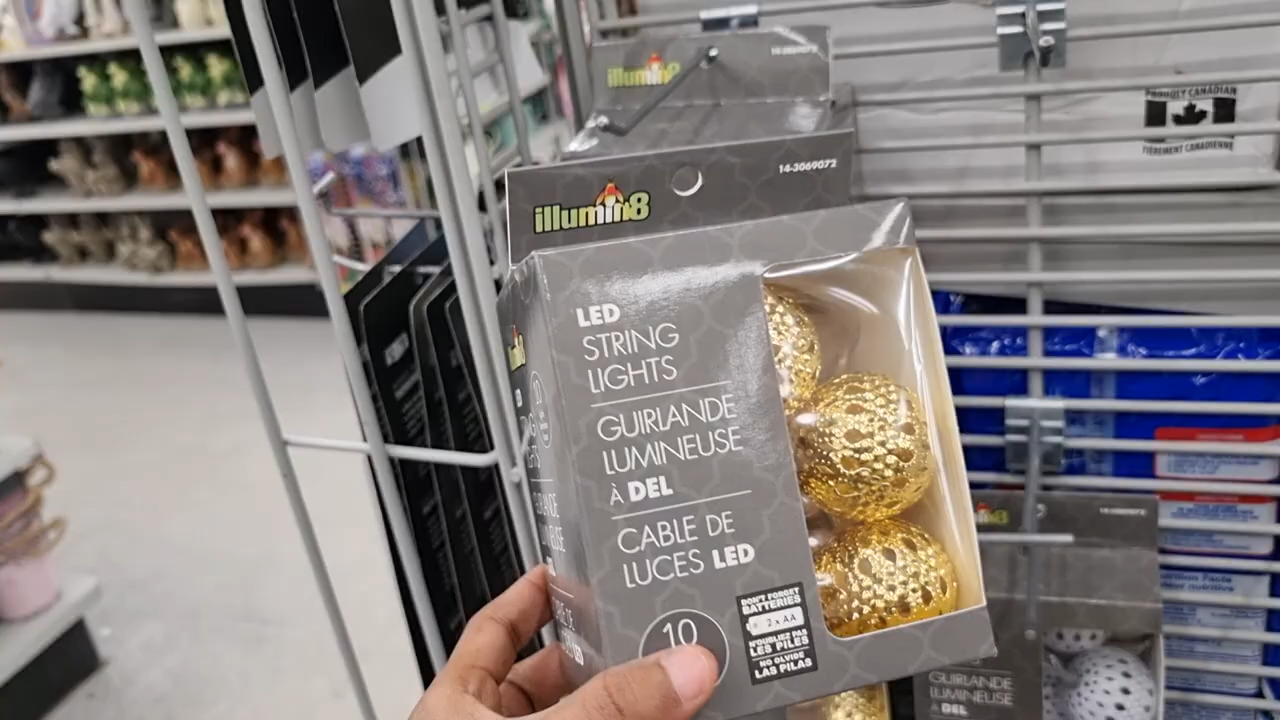 illumin8
14-3069072
PROUDLY CANADIAN
FIÈREMENT CANADIENNE
illumin8
14-3069072
LED
STRING
LIGHTS
GUIRLANDE
LUMINEUSE
À DEL
CABLE DE
LUCES LED
10
DON'T FORGET
BATTERIES
2 x AA
N'OUBLIEZ PAS
LES PILES
NO OLVIDE
LAS PILAS
GUIRLANDE
LUMINEUSE
À DEL